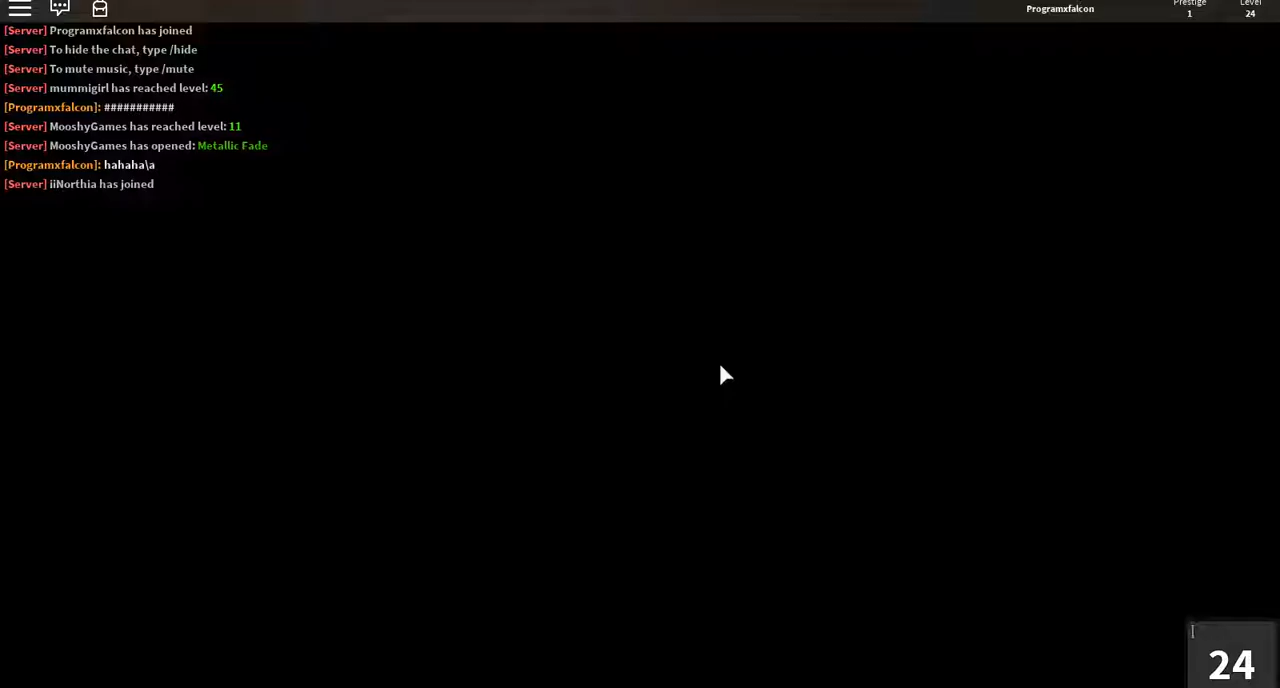 Programxfalcon
Prestige
1
Level
24
[Server] Programxfalcon has joined
[Server] To hide the chat, type /hide
[Server] To mute music, type /mute
[Server] mummigirl has reached level: 45
[Programxfalcon]: ###########
[Server] MooshyGames has reached level: 11
[Server] MooshyGames has opened: Metallic Fade
[Programxfalcon]: hahaha\a
[Server] iiNorthia has joined
24